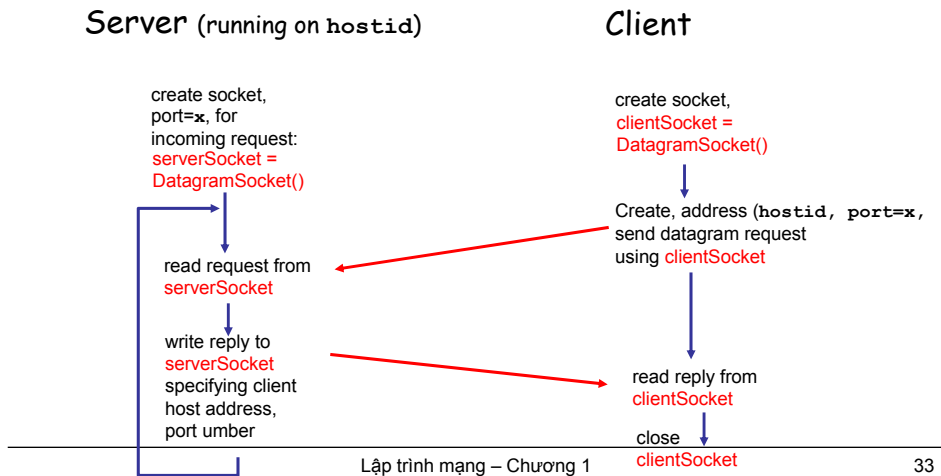 Server (running on hostid)
Client
create socket,
port=x, for
incoming request:
serverSocket =
DatagramSocket()
read request from
serverSocket
write reply to
serverSocket
specifying client
host address,
port umber
create socket,
clientSocket =
DatagramSocket()
Create, address (hostid, port=x,
send datagram request
using clientSocket
read reply from
clientSocket
close
clientSocket
Lập trình mạng – Chương 1
33